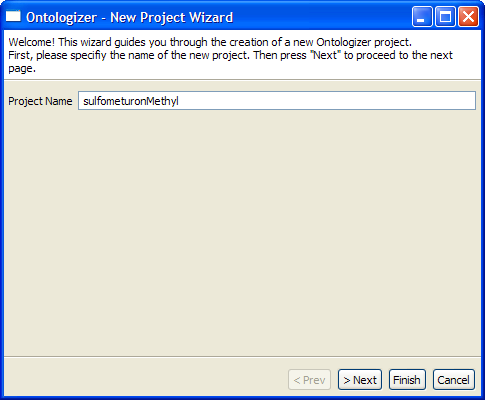 Ontologizer - New Project Wizard
Welcome! This wizard guides you through the creation of a new Ontologizer project.
First, please specifiy the name of the new project. Then press "Next" to proceed to the next
page.
Project Name sulfometuronMethyl
< Prev > Next Finish Cancel